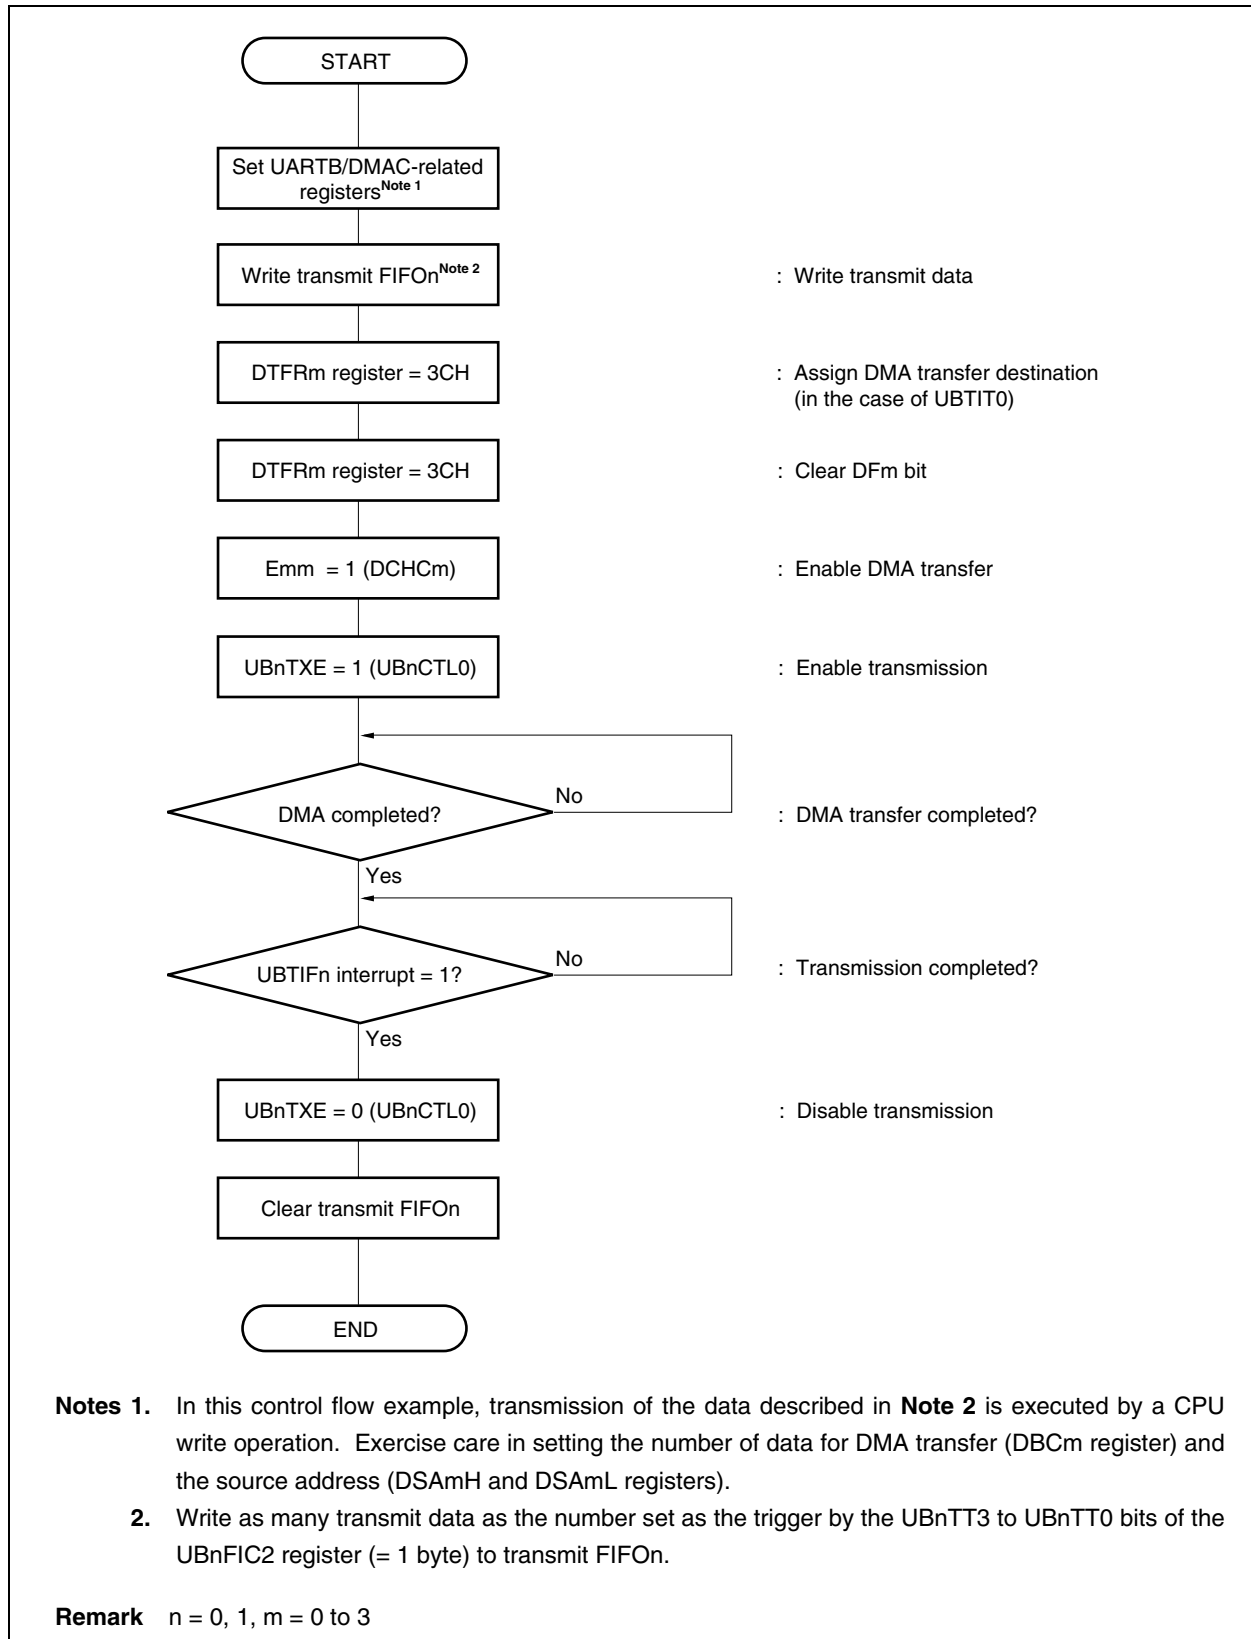 START
Set UARTB/DMAC-related
registersNote 1
Write transmit FIFOnNote 2
: Write transmit data
DTFRm register = 3CH
: Assign DMA transfer destination
(in the case of UBTIT0)
DTFRm register = 3CH
: Clear DFm bit
Emm = 1 (DCHCm)
: Enable DMA transfer
UBnTXE = 1 (UBnCTL0)
: Enable transmission
DMA completed?
No
: DMA transfer completed?
Yes
UBTIFn interrupt = 1?
No
: Transmission completed?
Yes
UBnTXE = 0 (UBnCTL0)
: Disable transmission
Clear transmit FIFOn
END
Notes 1. In this control flow example, transmission of the data described in Note 2 is executed by a CPU
write operation. Exercise care in setting the number of data for DMA transfer (DBCm register) and
the source address (DSAmH and DSAmL registers).
2. Write as many transmit data as the number set as the trigger by the UBnTT3 to UBnTT0 bits of the
UBnFIC2 register (= 1 byte) to transmit FIFOn.
Remark n = 0, 1, m = 0 to 3